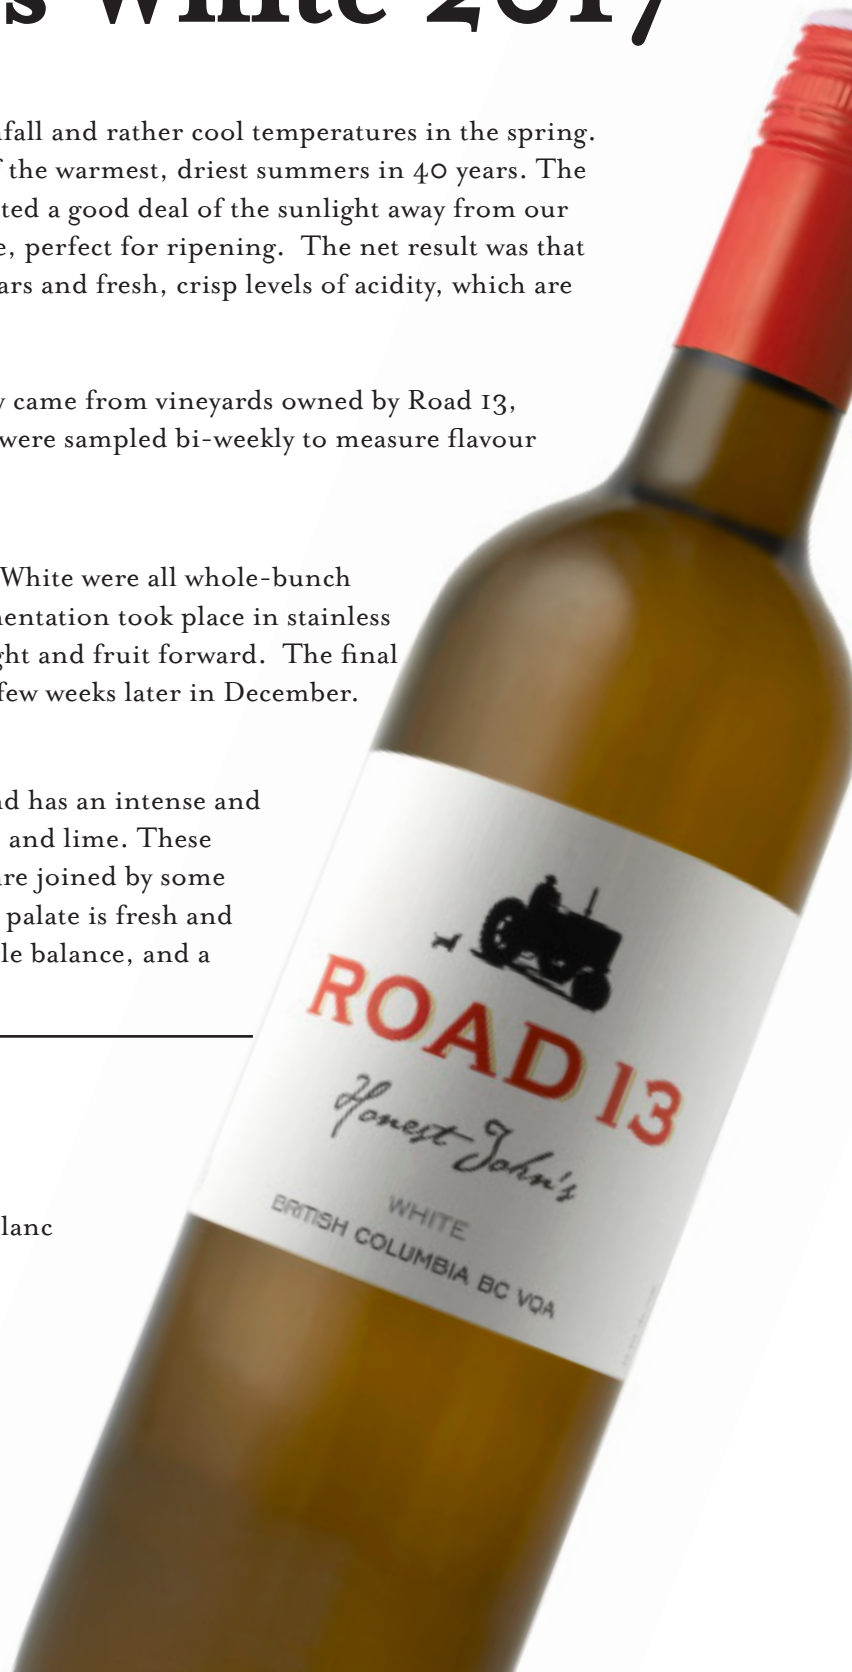 s White 2017
fall and rather cool temperatures in the spring.
the warmest, driest summers in 40 years. The
ted a good deal of the sunlight away from our
e, perfect for ripening. The net result was that
ars and fresh, crisp levels of acidity, which are
y came from vineyards owned by Road 13,
were sampled bi-weekly to measure flavour
White were all whole-bunch
entation took place in stainless
ght and fruit forward. The final
few weeks later in December.
nd has an intense and
and lime. These
are joined by some
palate is fresh and
le balance, and a
ROAD 13
Honest John's
WHITE
BRITISH COLUMBIA BC VQA
lanc